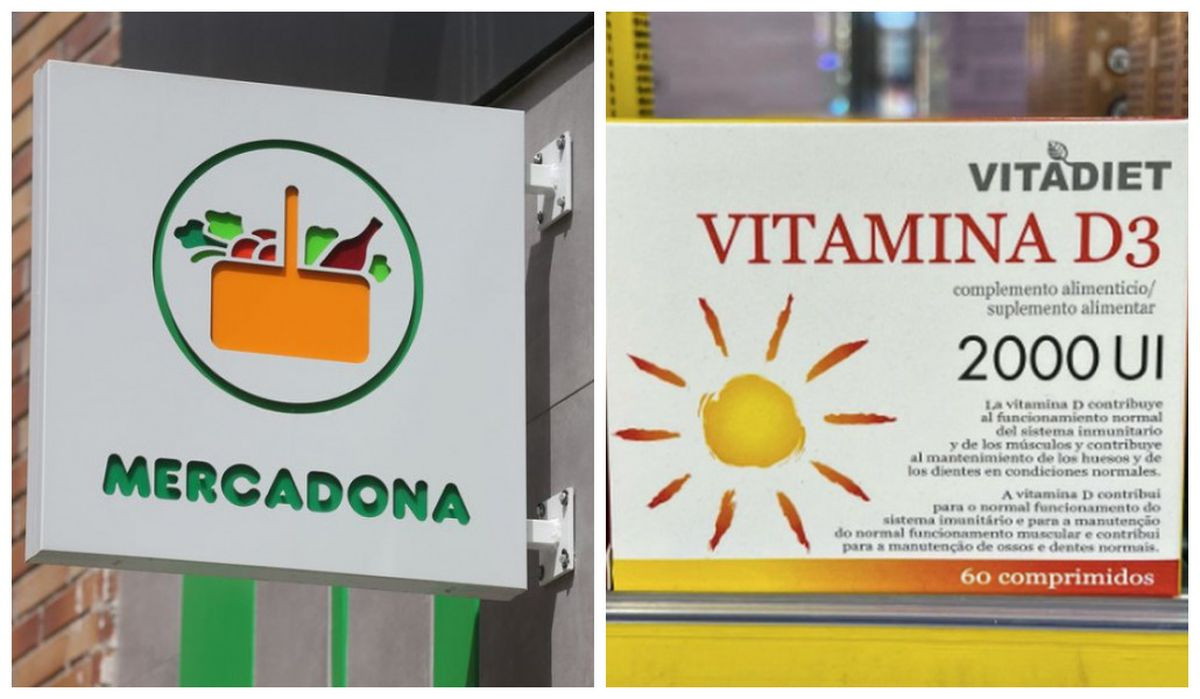 MERCADONA
VITADIET
VITAMINA D3
complemento alimenticio/
suplemento alimentar
2000 UI
La vitamina D contribuye
al funcionamiento normal
del sistema inmunitario
y de los músculos y contribuye
al mantenimiento de los huesos y de
los dientes en condiciones normales.
A vitamina D contribui
para o normal funcionamento do
sistema imunitário e para a manutenção
do normal funcionamento muscular e contribui
para a manutenção de ossos e dentes normais.
60 comprimidos